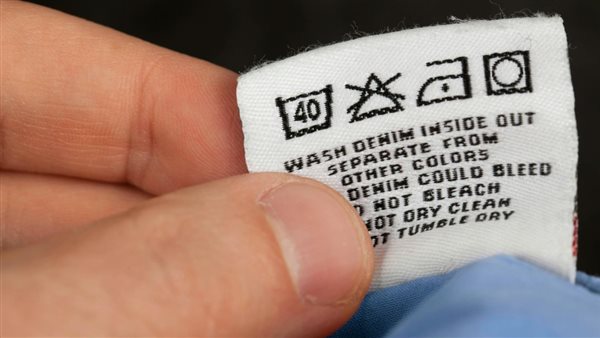 40
WASH DENIM INSIDE OUT
SEPARATE FROM
OTHER COLORS
DENIM COULD BLEED
NOT BLEACH
NOT DRY CLEAN
NOT TUMBLE DRY